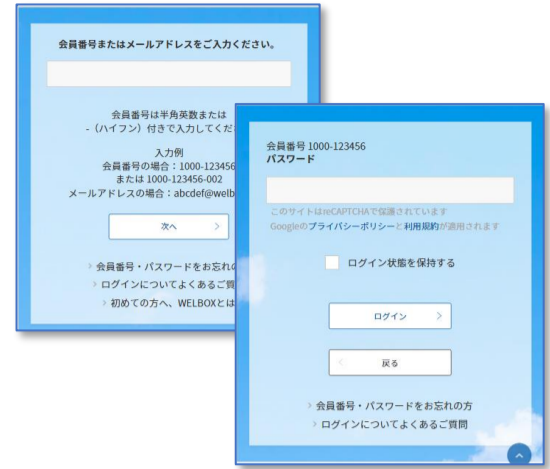 会員番号またはメールアドレスをご入力ください。
会員番号は半角英数または
-（ハイフン）付きで入力してくだ
入力例
会員番号の場合：1000-123456
または 1000-123456-002
メールアドレスの場合：abcdef@welb
次へ
会員番号・パスワードをお忘れの
ログインについてよくあるご質
初めての方へ、WELBOXとは
会員番号 1000-123456
パスワード
このサイトはreCAPTCHAで保護されています
Googleのプライバシーポリシーと利用規約が適用されます
ログイン状態を保持する
ログイン
戻る
会員番号・パスワードをお忘れの方
ログインについてよくあるご質問